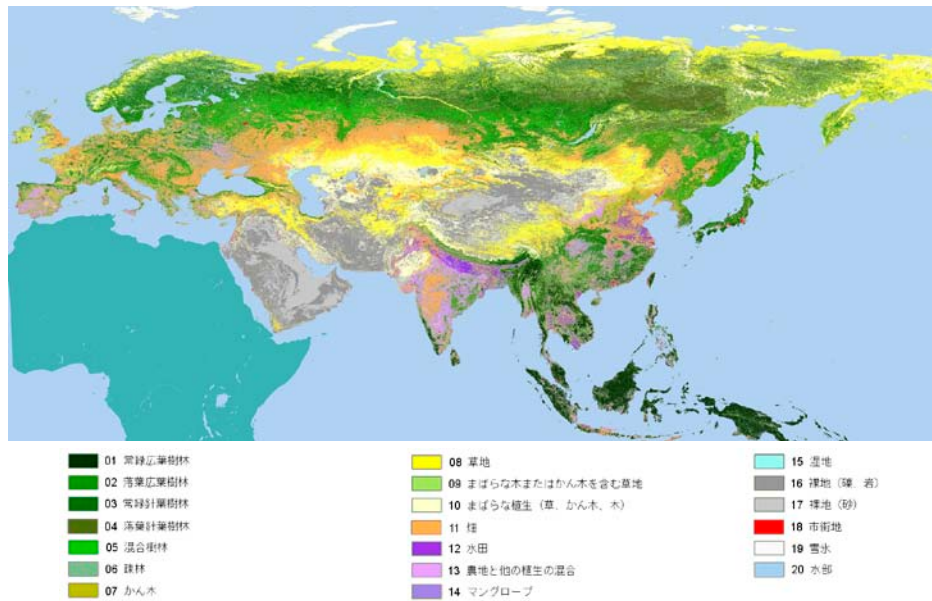 01 常緑広葉樹林
02 落葉広葉樹林
03 常緑針葉樹林
04 落葉針葉樹林
05 混合樹林
06 疎林
07 かん木
08 草地
09 まばらな木またはかん木を含む草地
10 まばらな植生（草、かん木、木）
11 畑
12 水田
13 農地と他の植生の混合
14 マングローブ
15 湿地
16 裸地（礫、岩）
17 裸地（砂）
18 市街地
19 雪氷
20 水部